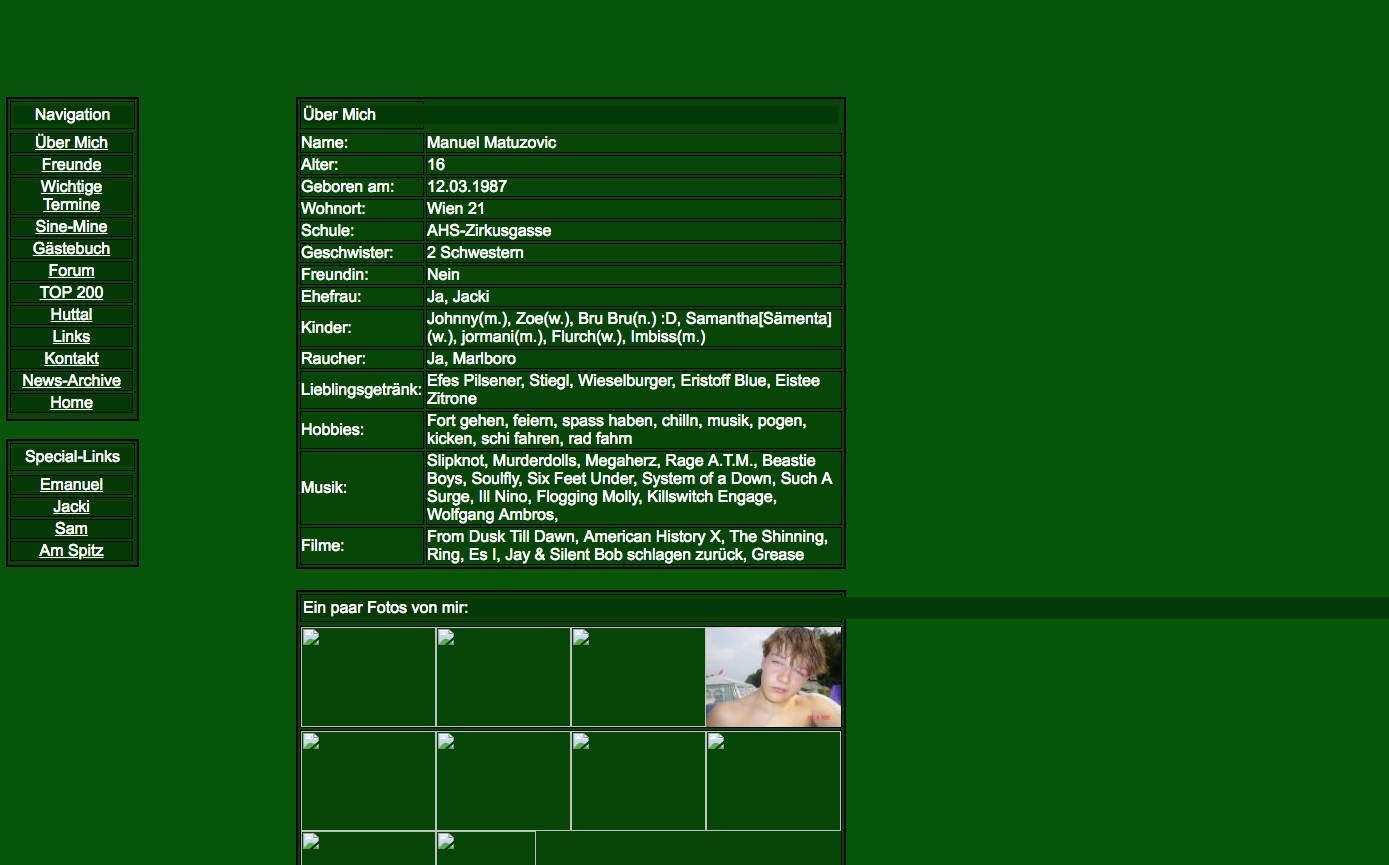 Navigation
Über Mich
Freunde
Wichtige
Termine
Sine-Mine
Gästebuch
Forum
TOP 200
Huttal
Links
Kontakt
News-Archive
Home
Special-Links
Emanuel
Jacki
Sam
Am Spitz
Über Mich
Name: Manuel Matuzovic
Alter: 16
Geboren am: 12.03.1987
Wohnort: Wien 21
Schule: AHS-Zirkusgasse
Geschwister: 2 Schwestern
Freundin: Nein
Ehefrau: Ja, Jacki
Kinder: Johnny(m.), Zoe(w.), Bru Bru(n.) :D, Samantha[Sämenta]
(w.), jormani(m.), Flurch(w.), Imbiss(m.)
Raucher: Ja, Marlboro
Lieblingsgetränk: Efes Pilsener, Stiegl, Wieselburger, Eristoff Blue, Eistee
Zitrone
Hobbies: Fort gehen, feiern, spass haben, chilln, musik, pogen,
kicken, schi fahren, rad fahrn
Musik: Slipknot, Murderdolls, Megaherz, Rage A.T.M., Beastie
Boys, Soulfly, Six Feet Under, System of a Down, Such A
Surge, Ill Nino, Flogging Molly, Killswitch Engage,
Wolfgang Ambros,
Filme: From Dusk Till Dawn, American History X, The Shinning,
Ring, Es I, Jay & Silent Bob schlagen zurück, Grease
Ein paar Fotos von mir: